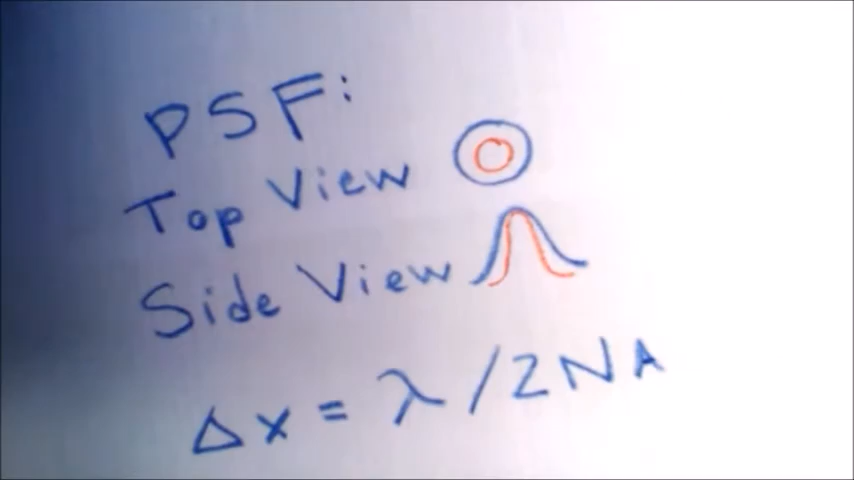 PSF:
Top View
Side View
Δx = λ/2NA